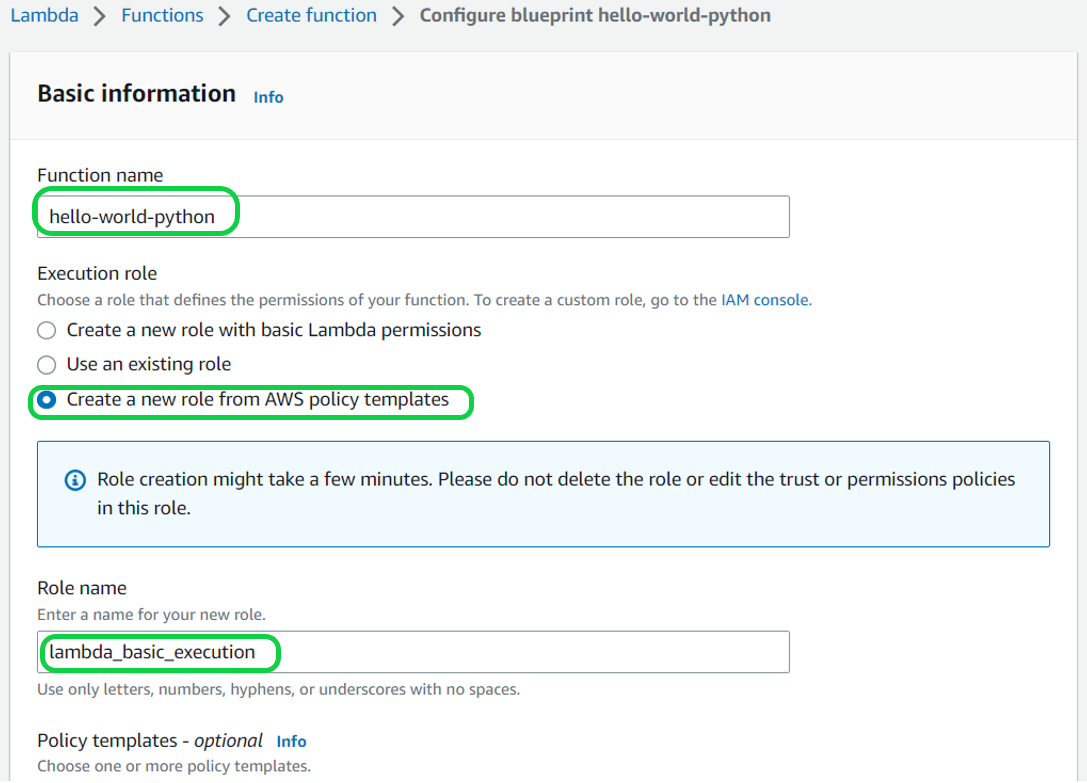 Lambda > Functions > Create function > Configure blueprint hello-world-python
Basic information Info
Function name
hello-world-python
Execution role
Choose a role that defines the permissions of your function. To create a custom role, go to the IAM console.
Create a new role with basic Lambda permissions
Use an existing role
Create a new role from AWS policy templates
Role creation might take a few minutes. Please do not delete the role or edit the trust or permissions policies
in this role.
Role name
Enter a name for your new role.
lambda_basic_execution
Use only letters, numbers, hyphens, or underscores with no spaces.
Policy templates - optional Info
Choose one or more policy templates.